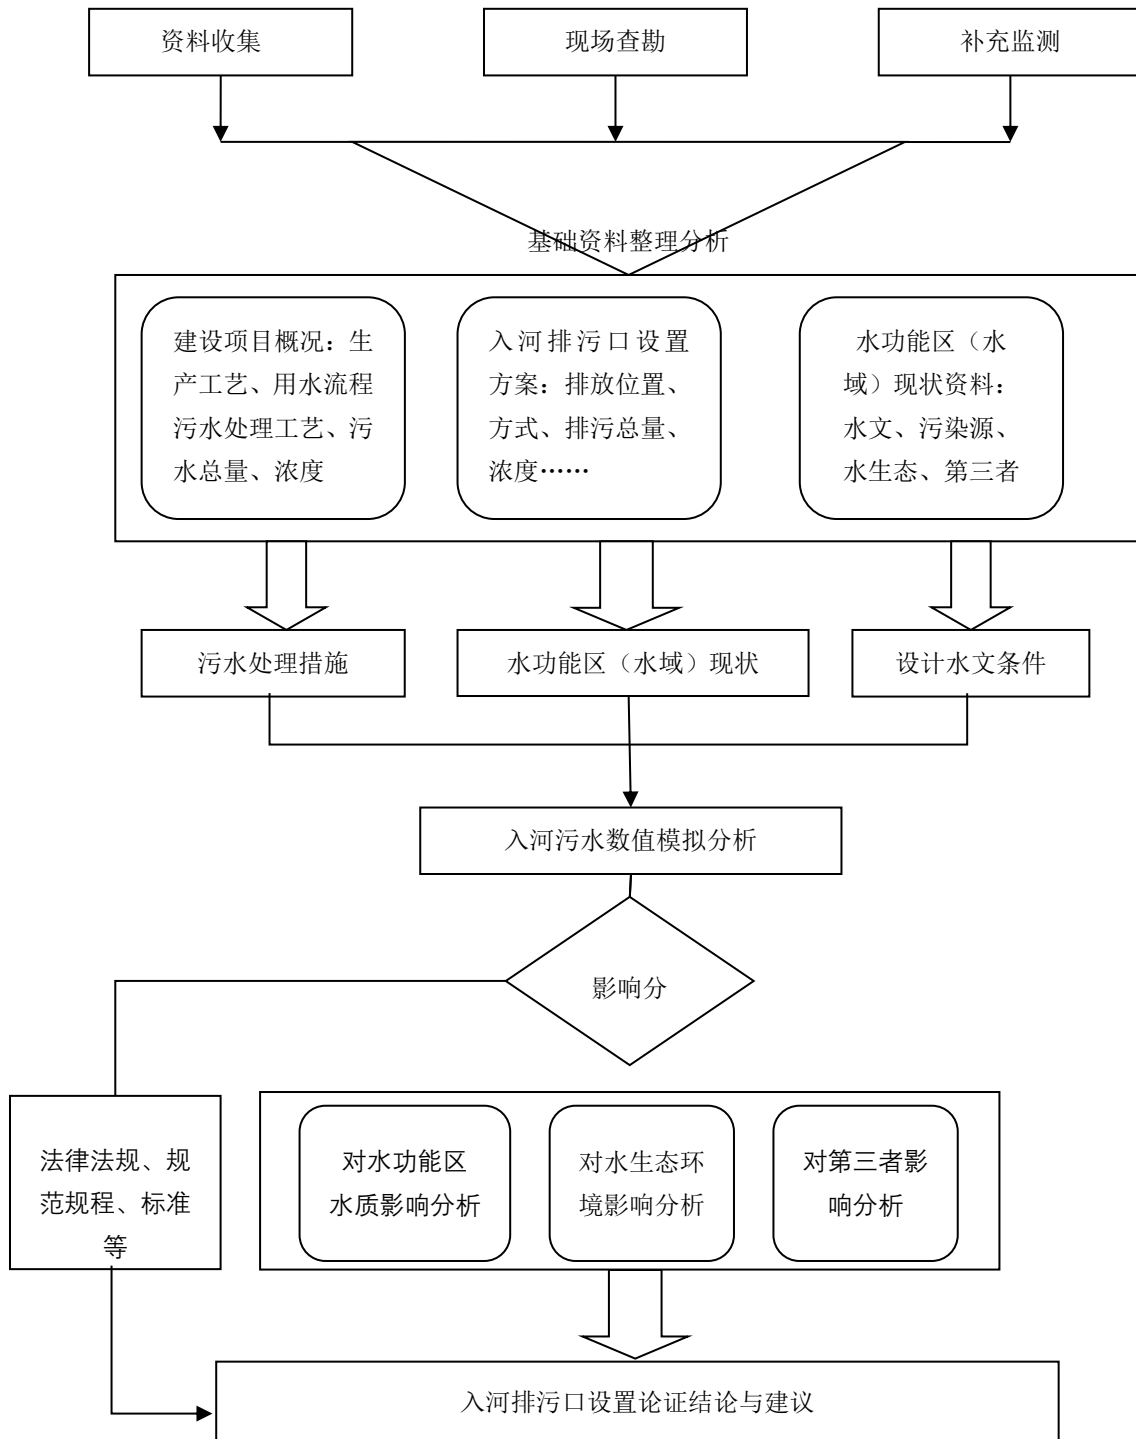 资料收集
现场查勘
补充监测
基础资料整理分析
建设项目概况：生
产工艺、用水流程
污水处理工艺、污
水总量、浓度
入河排污口设置
方案：排放位置、
方式、排污总量、
浓度……
水功能区（水
域）现状资料：
水文、污染源、
水生态、第三者
污水处理措施
水功能区（水域）现状
设计水文条件
入河污水数值模拟分析
影响分
法律法规、规
范规程、标准
等
对水功能区
水质影响分析
对水生态环
境影响分析
对第三者影
响分析
入河排污口设置论证结论与建议